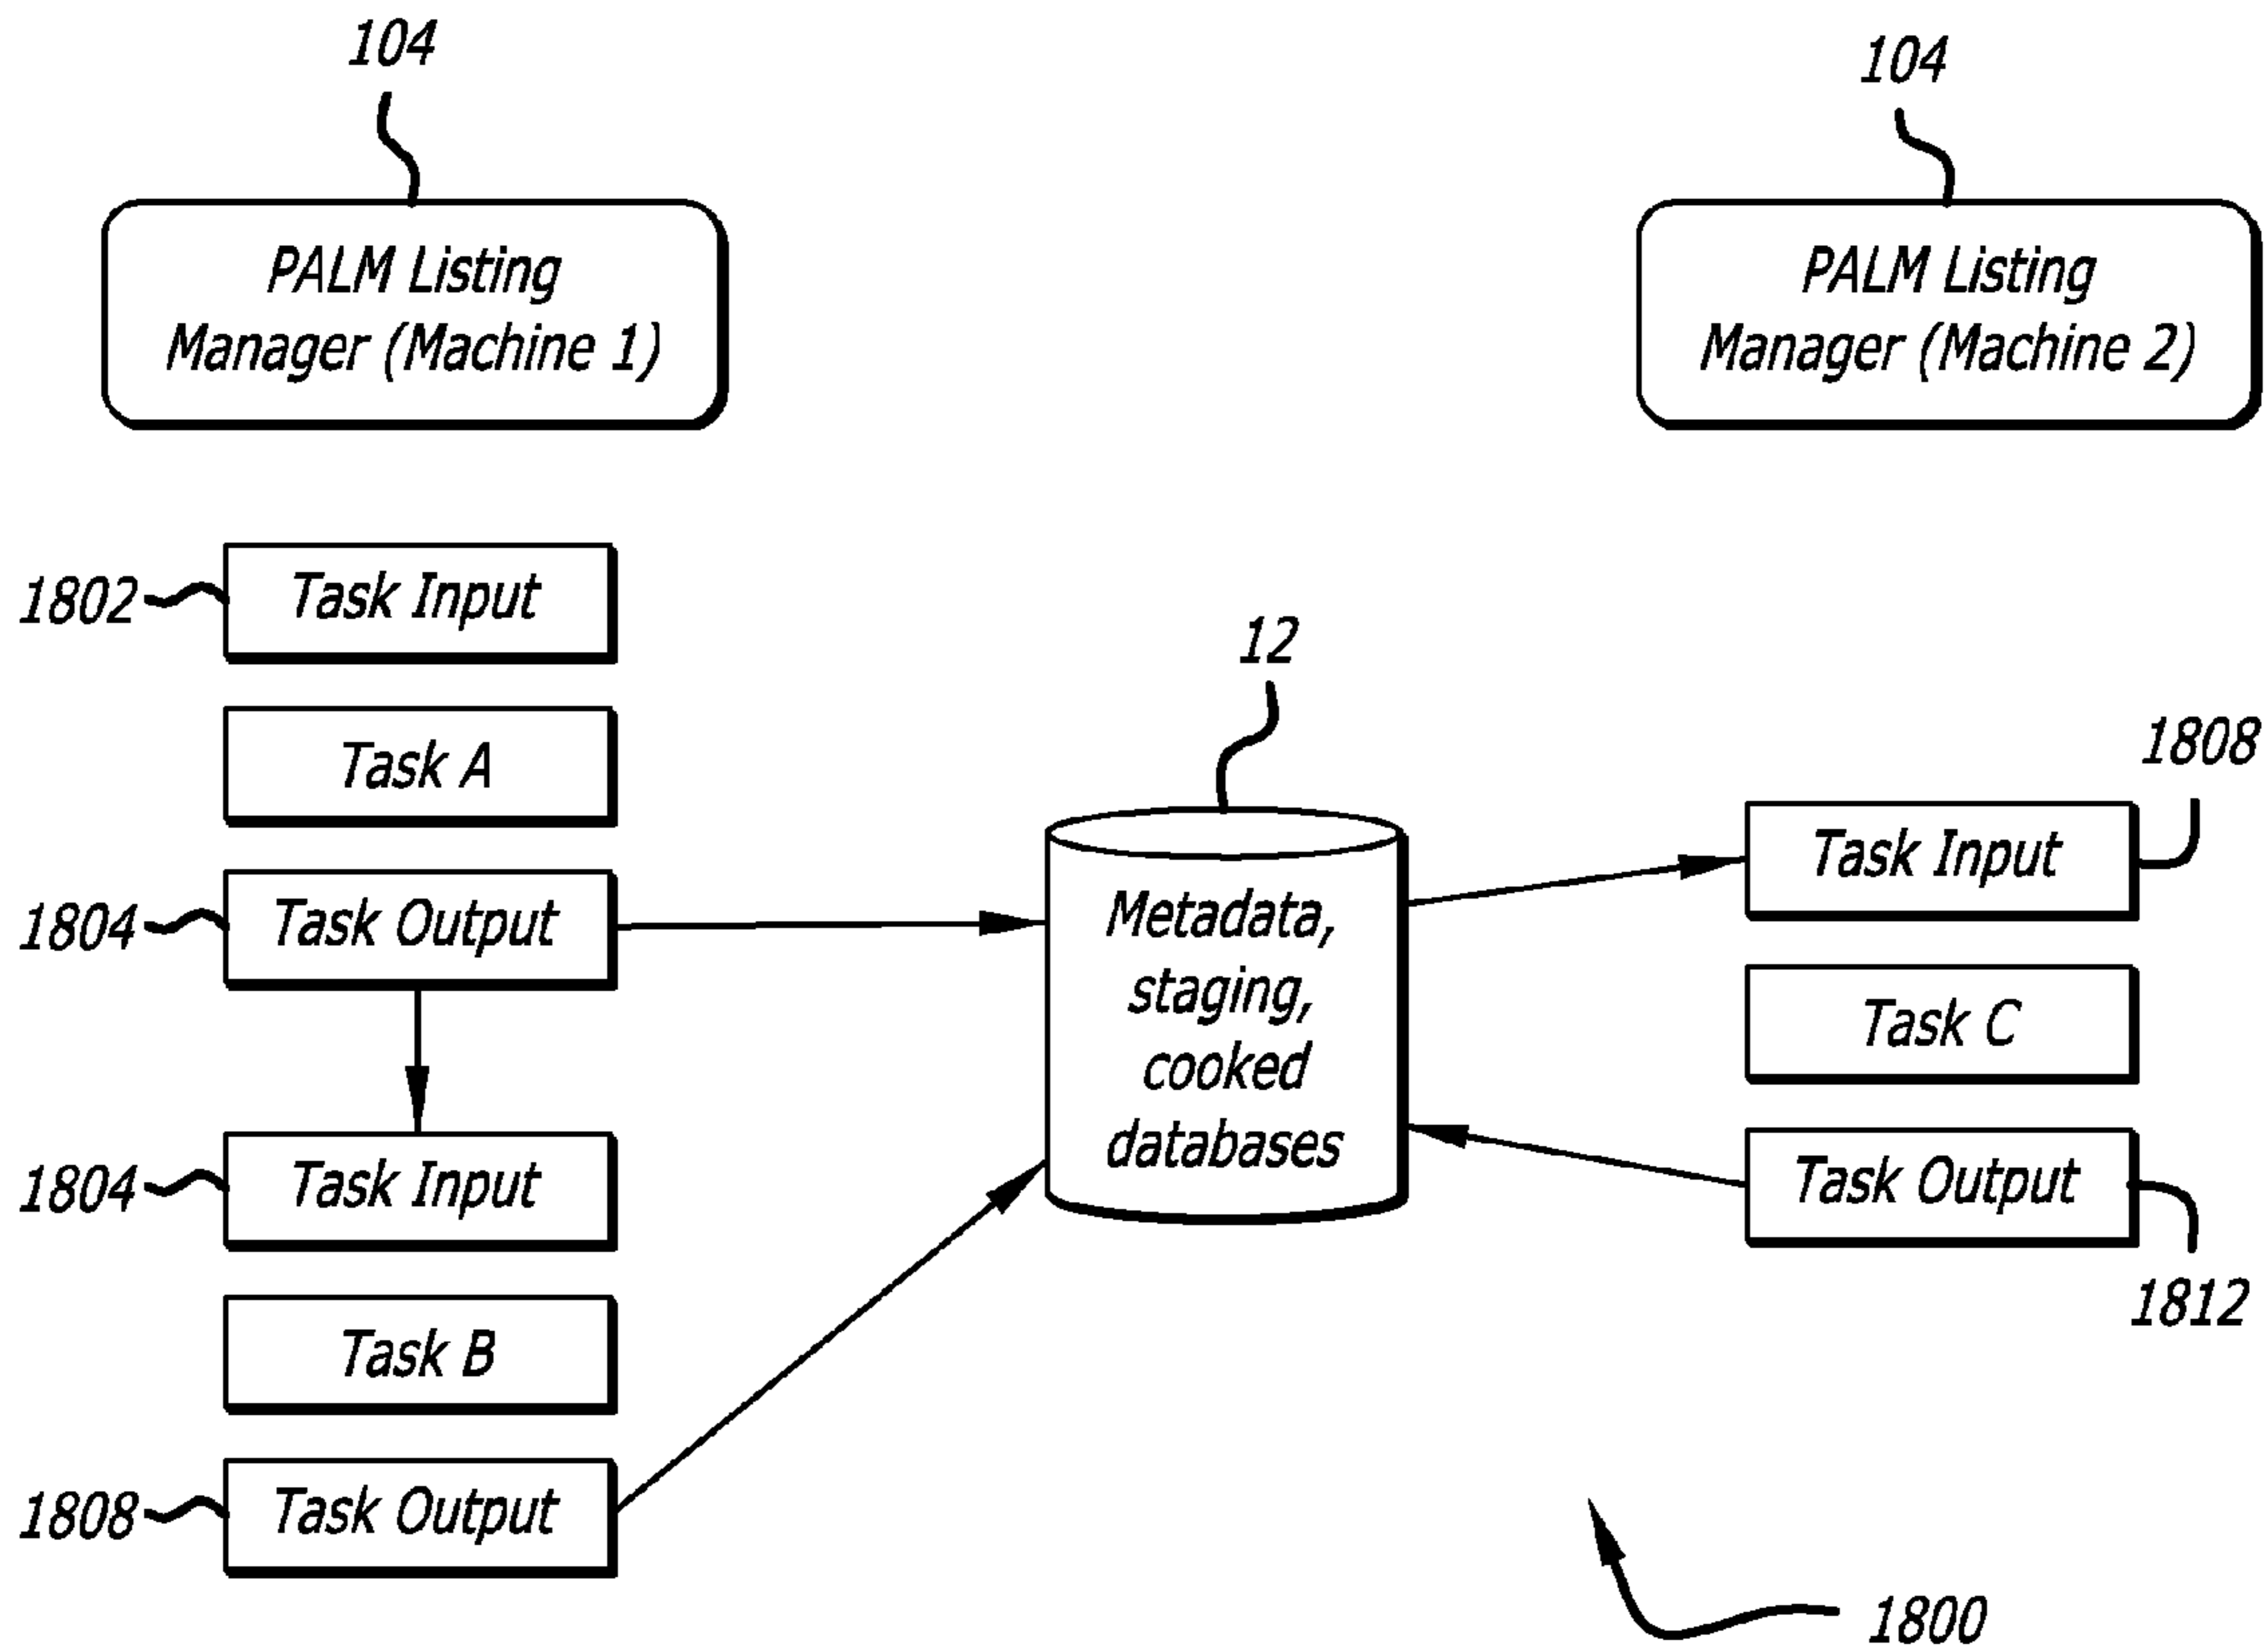 104
104
PALM Listing
Manager (Machine 1)
PALM Listing
Manager (Machine 2)
1802
Task Input
Task A
1804
Task Output
1804
Task Input
Task B
1808
Task Output
12
Metadata,
staging,
cooked
databases
1808
Task Input
Task C
Task Output
1812
1800